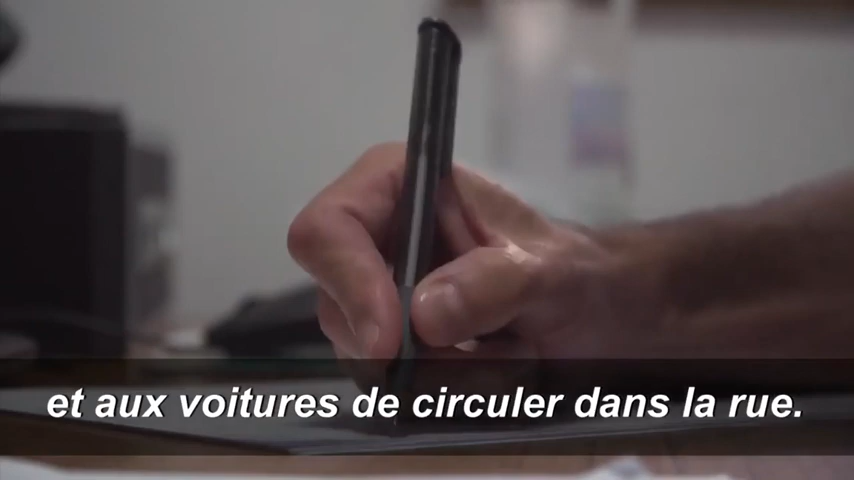 et aux voitures de circuler dans la rue.